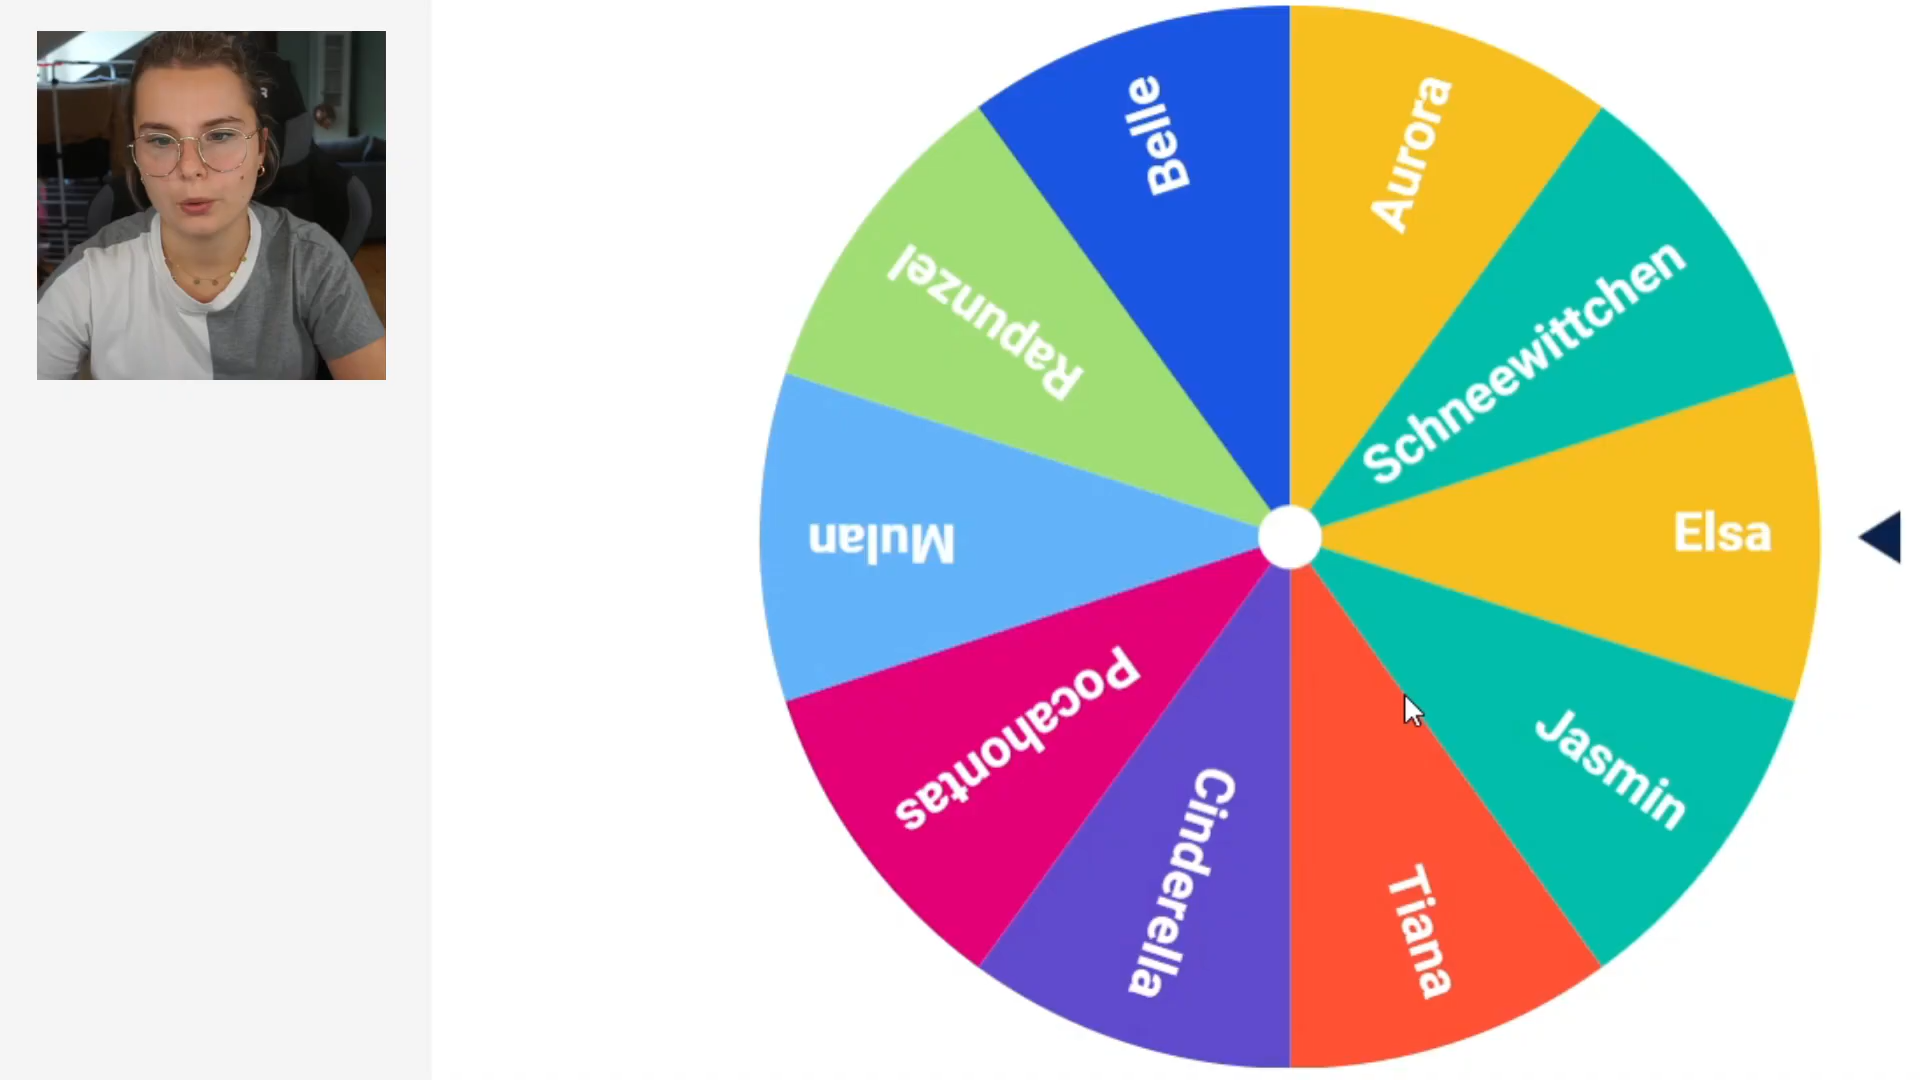 Belle
Aurora
Schneewittchen
Elsa
Jasmin
Tiana
Cinderella
Pocahontas
Mulan
Rapunzel